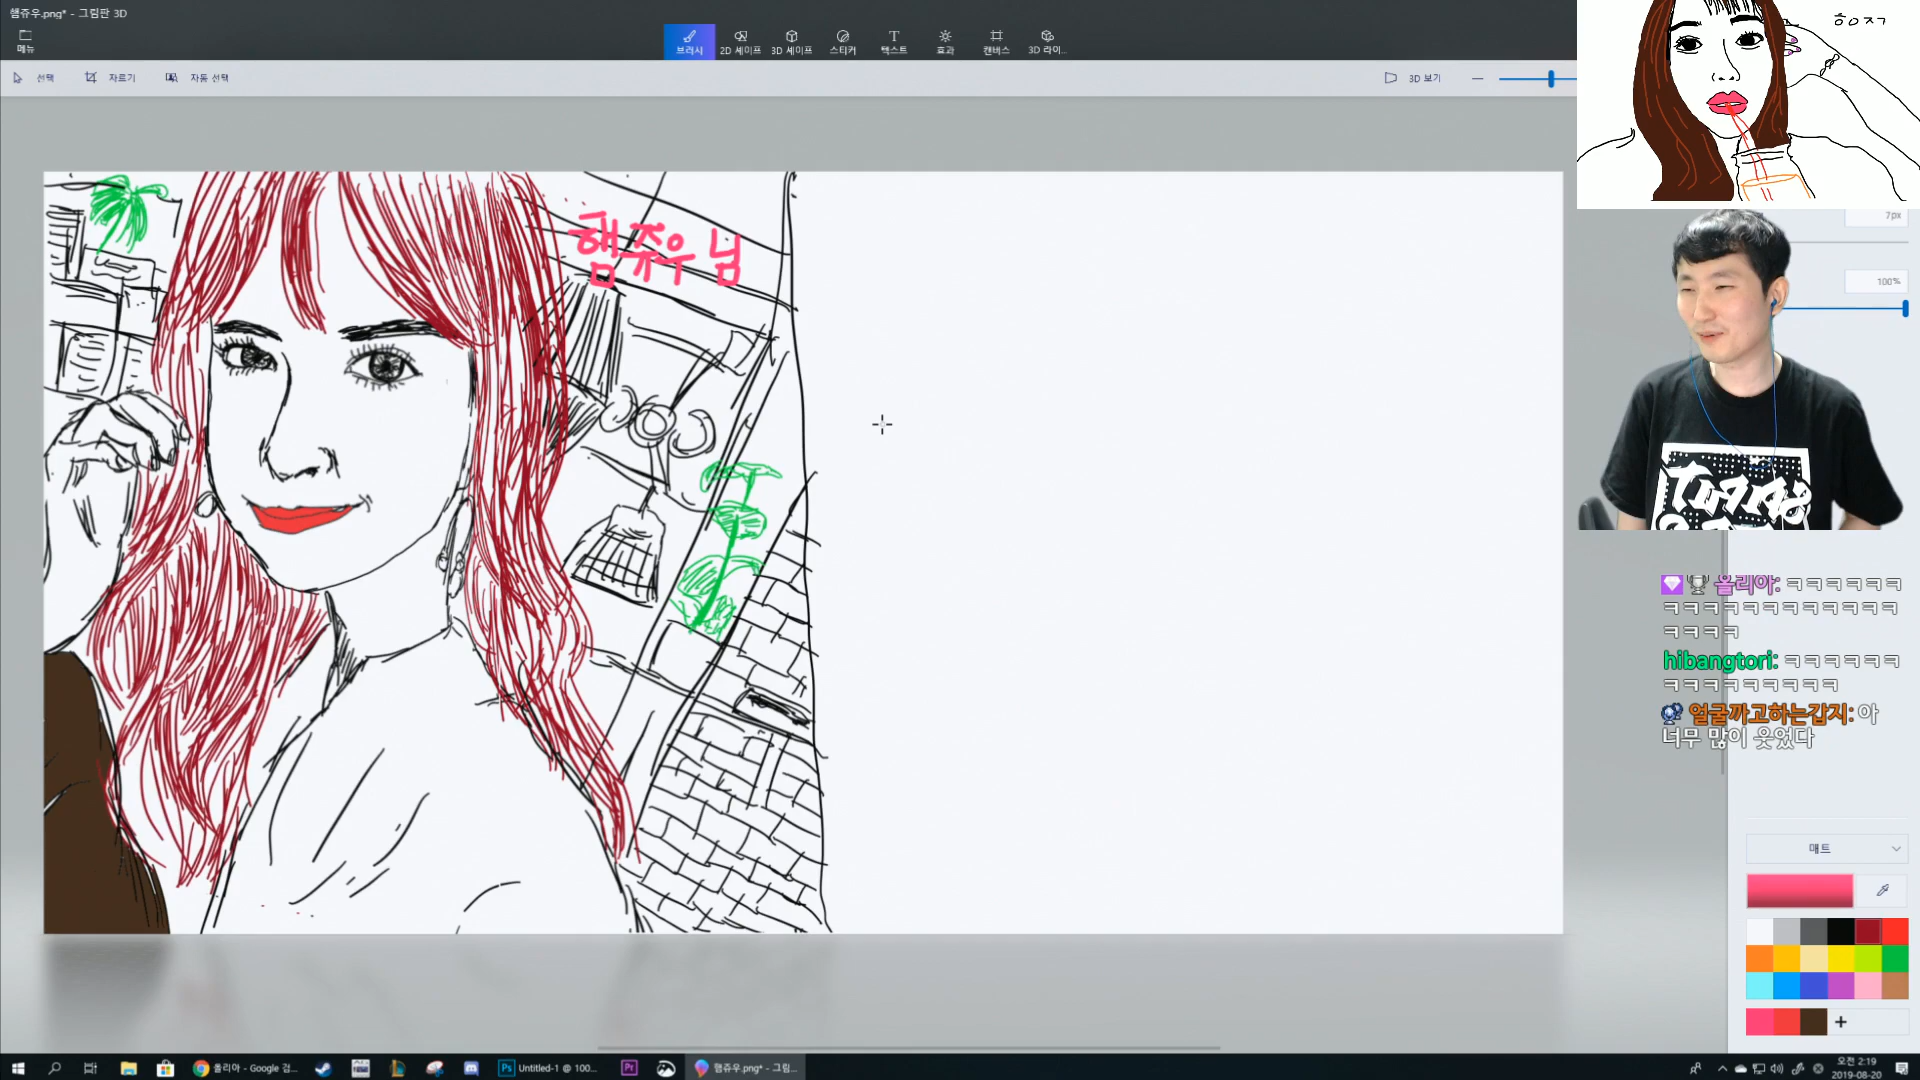 햄쥬우.png* - 그림판 3D
메뉴
브러시
2D 셰이프
3D 셰이프
스티커
텍스트
효과
캔버스
3D 라이...
선택
자르기
자동 선택
3D 보기
7px
100%
햄쥬우님
올리아: ㅋㅋㅋㅋㅋㅋ
ㅋㅋㅋㅋㅋㅋㅋㅋㅋㅋㅋㅋ
ㅋㅋㅋㅋ
hibangtori: ㅋㅋㅋㅋㅋㅋ
ㅋㅋㅋㅋㅋㅋㅋㅋㅋ
얼굴까고하는갑지: 아
너무 많이 웃었다
매트
올리아 - Google 검...
Untitled-1 @ 100...
햄쥬우.png* - 그림...
오전 2:19
2019-08-20